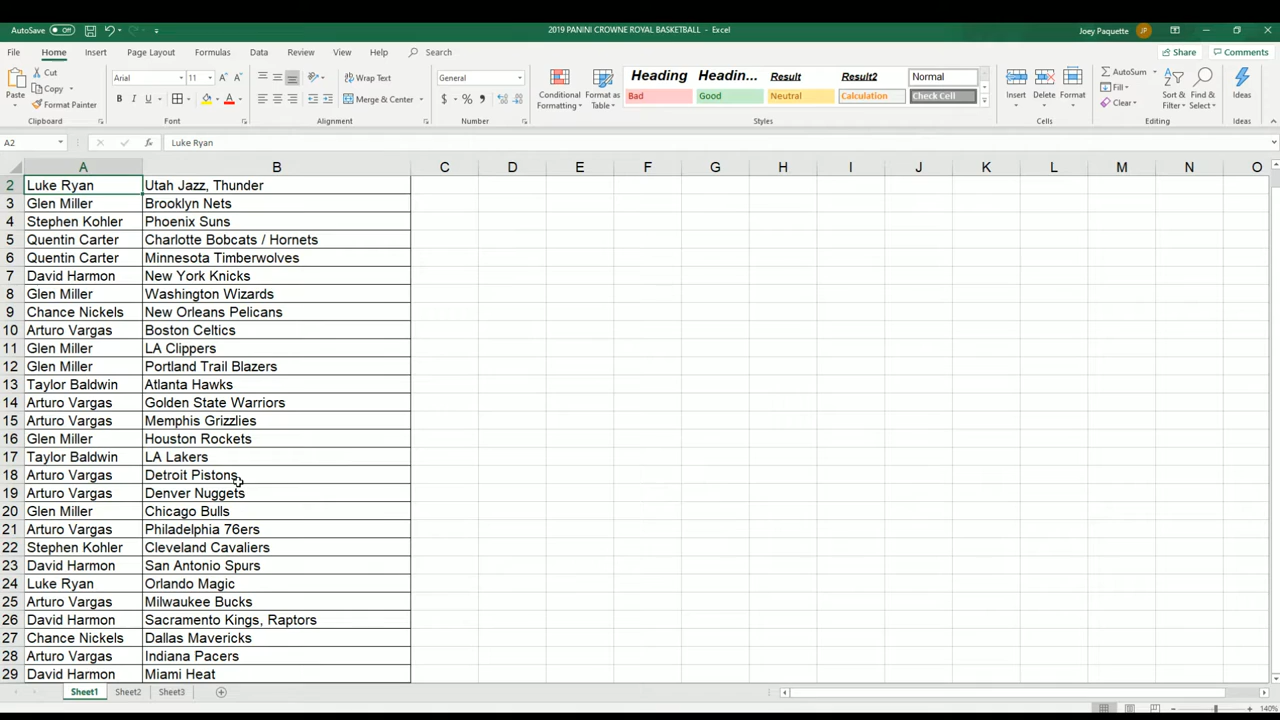 AutoSave Off 2019 PANINI CROWNE ROYAL BASKETBALL - Excel Joey Paquette JP
File Home Insert Page Layout Formulas Data Review View Help Search Share Comments
Paste Cut Copy Format Painter Clipboard
Arial 11 B I U A Font
Wrap Text Merge & Center Alignment
General $ % Number
Conditional Formatting Format as Table
Heading Headin... Result Result2 Normal
Bad Good Neutral Calculation Check Cell
Styles
Insert Delete Format Cells
AutoSum Fill Clear Sort & Filter Find & Select Editing
Ideas Ideas
A2 fx Luke Ryan
A B C D E F G H I J K L M N O
2 Luke Ryan Utah Jazz, Thunder
3 Glen Miller Brooklyn Nets
4 Stephen Kohler Phoenix Suns
5 Quentin Carter Charlotte Bobcats / Hornets
6 Quentin Carter Minnesota Timberwolves
7 David Harmon New York Knicks
8 Glen Miller Washington Wizards
9 Chance Nickels New Orleans Pelicans
10 Arturo Vargas Boston Celtics
11 Glen Miller LA Clippers
12 Glen Miller Portland Trail Blazers
13 Taylor Baldwin Atlanta Hawks
14 Arturo Vargas Golden State Warriors
15 Arturo Vargas Memphis Grizzlies
16 Glen Miller Houston Rockets
17 Taylor Baldwin LA Lakers
18 Arturo Vargas Detroit Pistons
19 Arturo Vargas Denver Nuggets
20 Glen Miller Chicago Bulls
21 Arturo Vargas Philadelphia 76ers
22 Stephen Kohler Cleveland Cavaliers
23 David Harmon San Antonio Spurs
24 Luke Ryan Orlando Magic
25 Arturo Vargas Milwaukee Bucks
26 David Harmon Sacramento Kings, Raptors
27 Chance Nickels Dallas Mavericks
28 Arturo Vargas Indiana Pacers
29 David Harmon Miami Heat
Sheet1 Sheet2 Sheet3
140%